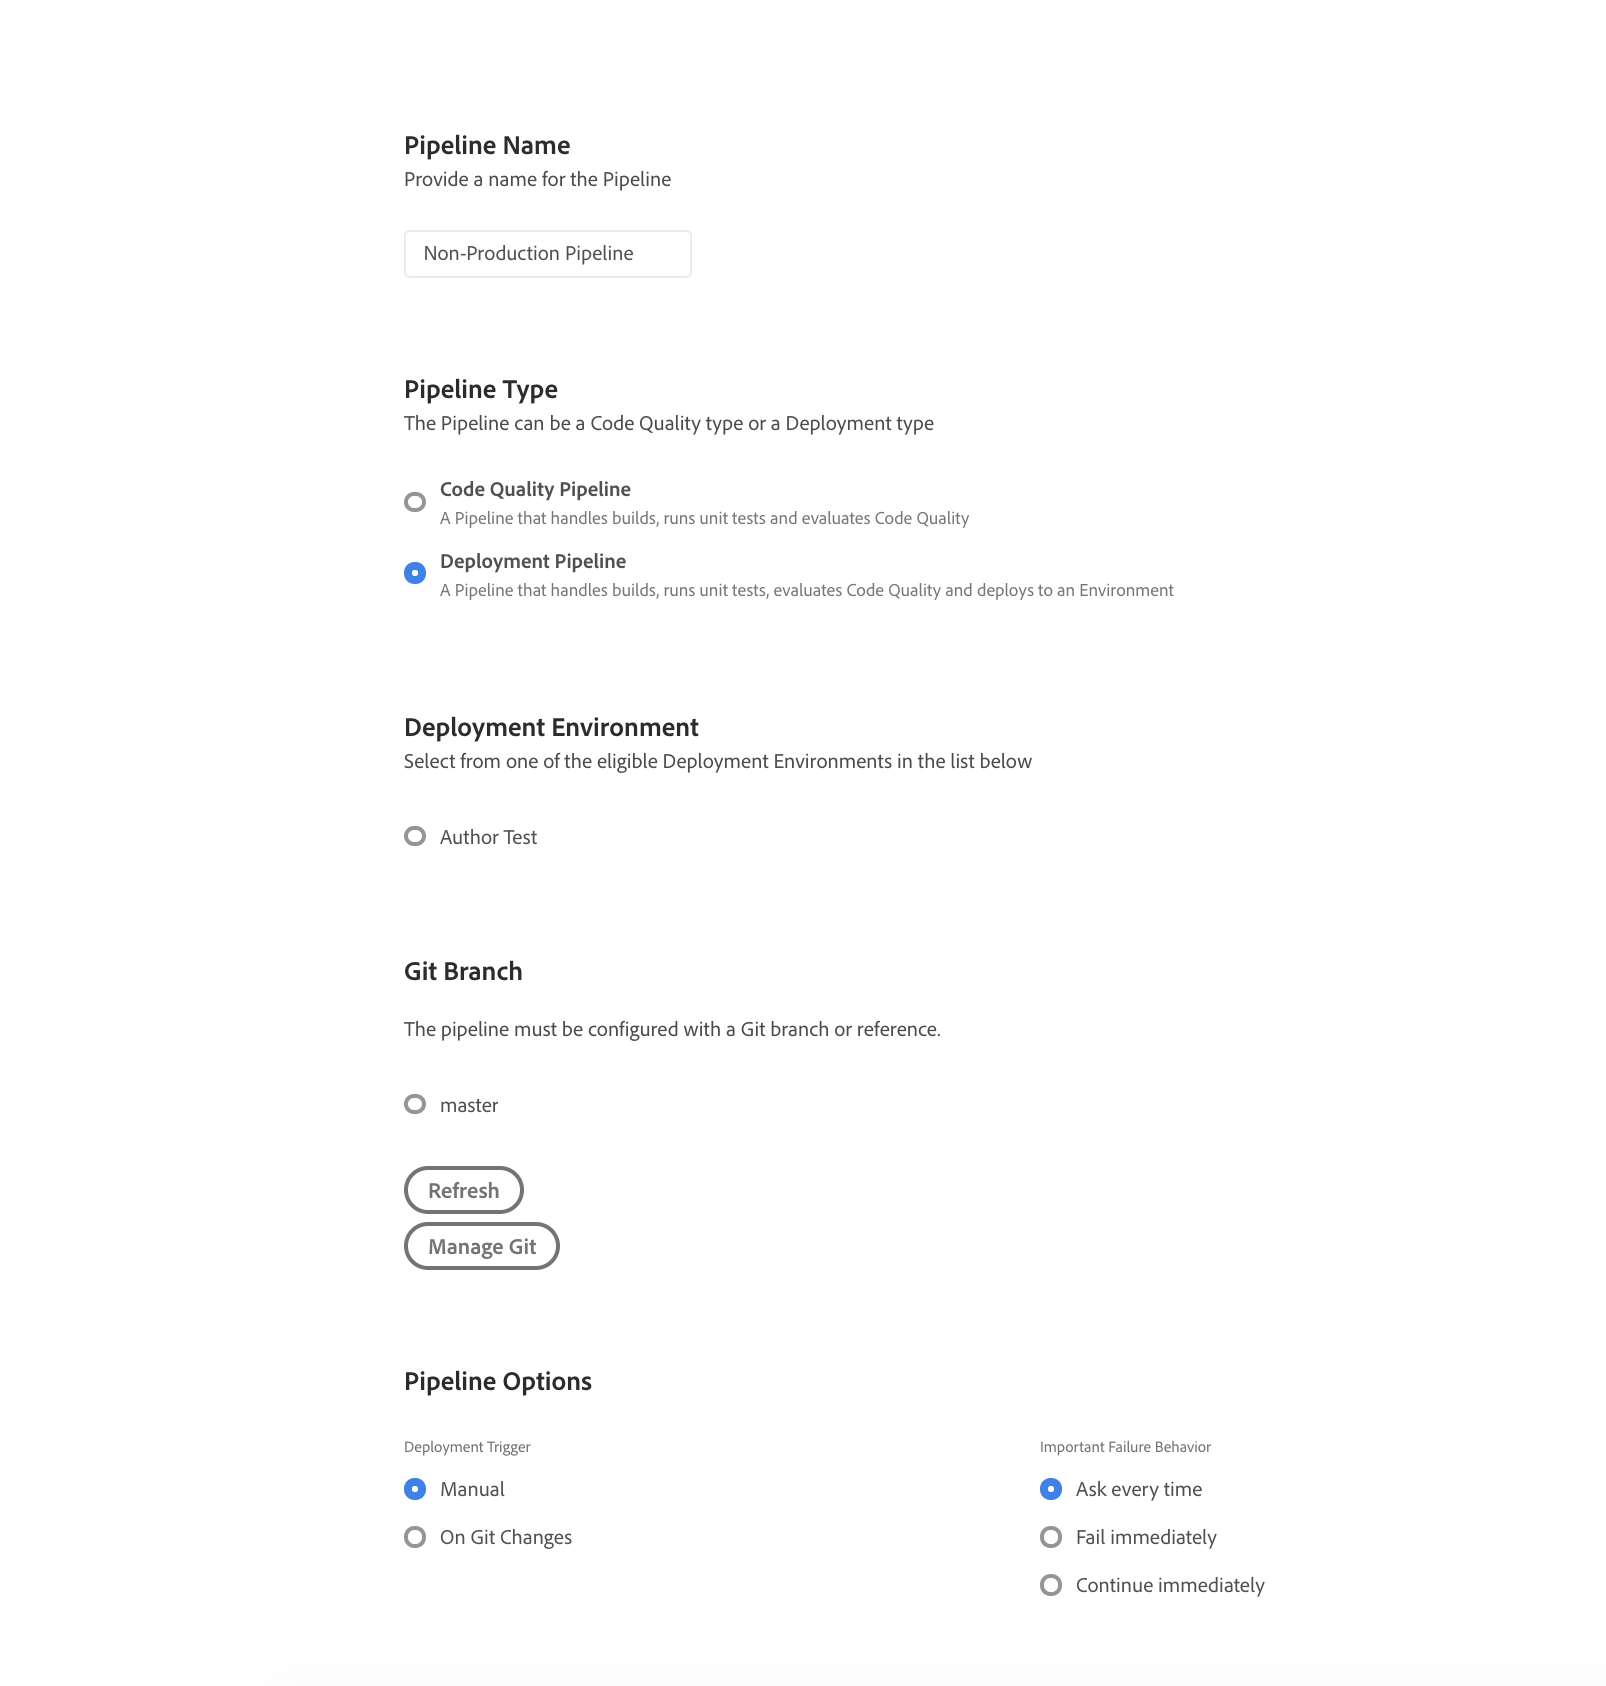 Pipeline Name
Provide a name for the Pipeline
Non-Production Pipeline
Pipeline Type
The Pipeline can be a Code Quality type or a Deployment type
Code Quality Pipeline
A Pipeline that handles builds, runs unit tests and evaluates Code Quality
Deployment Pipeline
A Pipeline that handles builds, runs unit tests, evaluates Code Quality and deploys to an Environment
Deployment Environment
Select from one of the eligible Deployment Environments in the list below
Author Test
Git Branch
The pipeline must be configured with a Git branch or reference.
master
Refresh
Manage Git
Pipeline Options
Deployment Trigger
Manual
On Git Changes
Important Failure Behavior
Ask every time
Fail immediately
Continue immediately